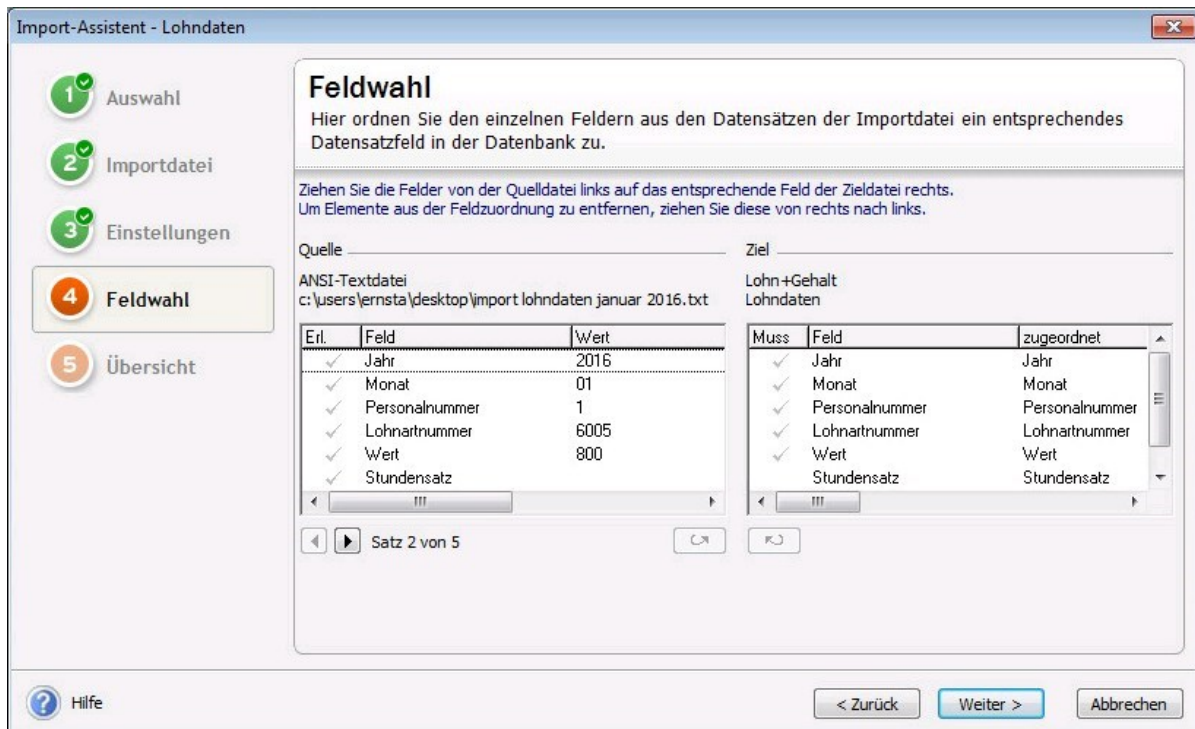 Import-Assistent - Lohndaten
1 Auswahl
2 Importdatei
3 Einstellungen
4 Feldwahl
5 Übersicht
Feldwahl
Hier ordnen Sie den einzelnen Feldern aus den Datensätzen der Importdatei ein entsprechendes
Datensatzfeld in der Datenbank zu.
Ziehen Sie die Felder von der Quelldatei links auf das entsprechende Feld der Zieldatei rechts.
Um Elemente aus der Feldzuordnung zu entfernen, ziehen Sie diese von rechts nach links.
Quelle
ANSI-Textdatei
c:\users\ernsta\desktop\import lohndaten januar 2016.txt
Erl. Feld Wert
Jahr 2016
Monat 01
Personalnummer 1
Lohnartnummer 6005
Wert 800
Stundensatz
Satz 2 von 5
Ziel
Lohn+Gehalt
Lohndaten
Muss Feld zugeordnet
Jahr Jahr
Monat Monat
Personalnummer Personalnummer
Lohnartnummer Lohnartnummer
Wert Wert
Stundensatz Stundensatz
Hilfe
< Zurück Weiter > Abbrechen